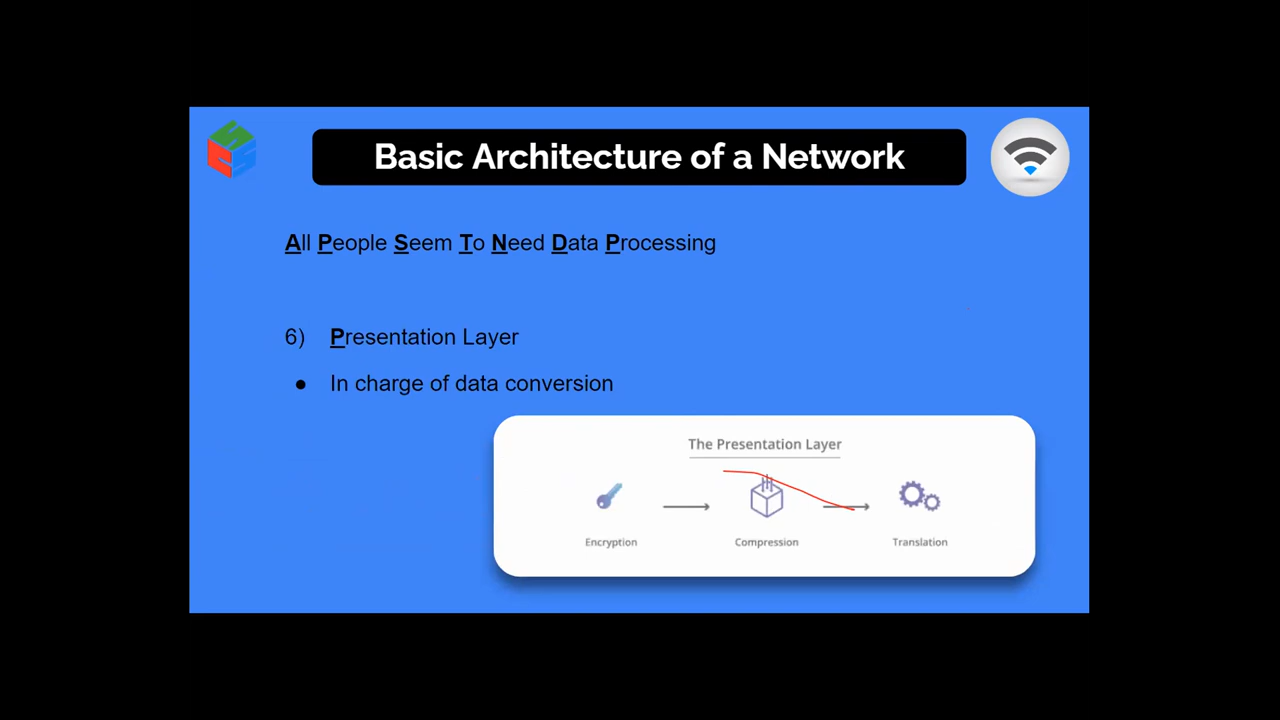 Basic Architecture of a Network
All People Seem To Need Data Processing
6) Presentation Layer
● In charge of data conversion
The Presentation Layer
Encryption Compression Translation